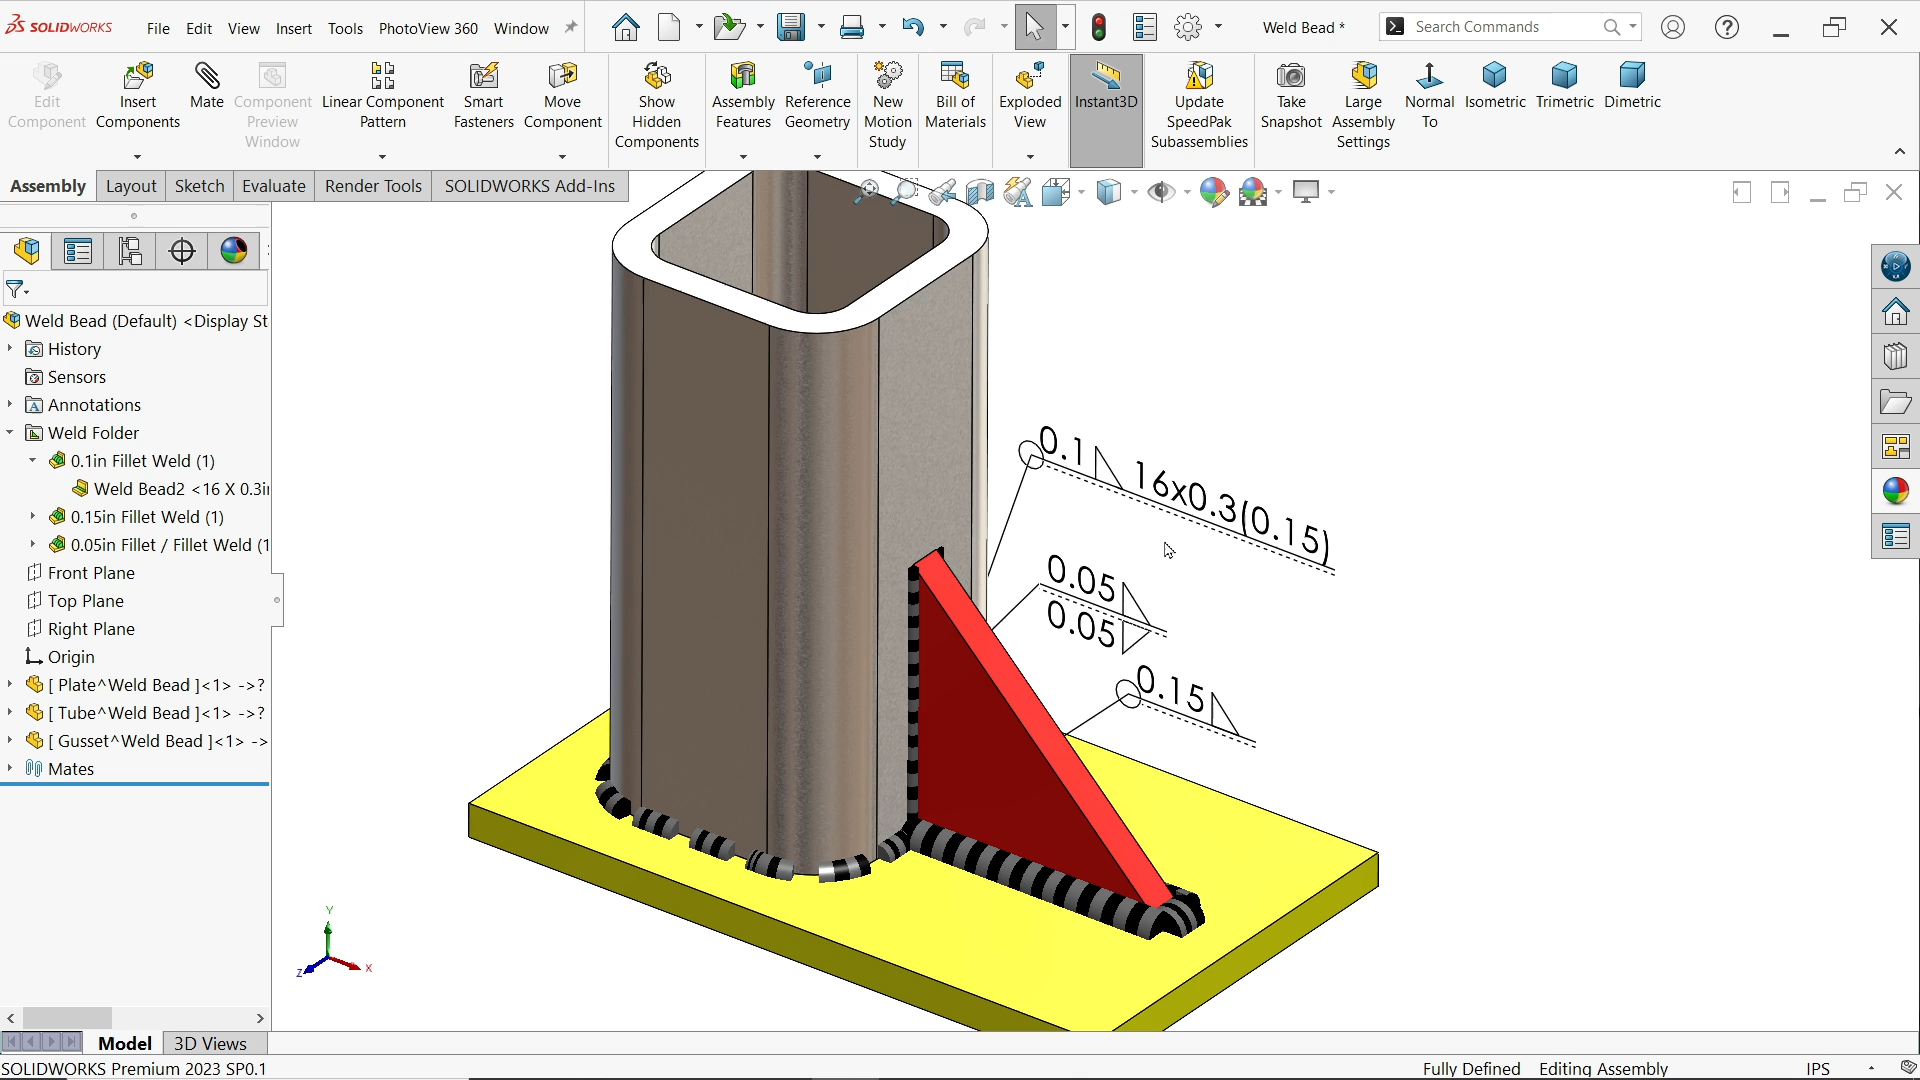 SOLIDWORKS
File Edit View Insert Tools PhotoView 360 Window
Weld Bead *
Search Commands
Edit Component
Insert Components
Mate
Component Preview Window
Linear Component Pattern
Smart Fasteners
Move Component
Show Hidden Components
Assembly Features
Reference Geometry
New Motion Study
Bill of Materials
Exploded View
Instant3D
Update SpeedPak Subassemblies
Take Snapshot
Large Assembly Settings
Normal To
Isometric
Trimetric
Dimetric
Assembly Layout Sketch Evaluate Render Tools SOLIDWORKS Add-Ins
Weld Bead (Default) <Display St
History
Sensors
Annotations
Weld Folder
0.1in Fillet Weld (1)
Weld Bead2 <16 X 0.3i
0.15in Fillet Weld (1)
0.05in Fillet / Fillet Weld (1
Front Plane
Top Plane
Right Plane
Origin
[ Plate^Weld Bead ]<1> ->?
[ Tube^Weld Bead ]<1> ->?
[ Gusset^Weld Bead ]<1> ->
Mates
0.1 16x0.3(0.15)
0.05
0.05
0.15
Y
Z
X
Model 3D Views
SOLIDWORKS Premium 2023 SP0.1
Fully Defined Editing Assembly IPS